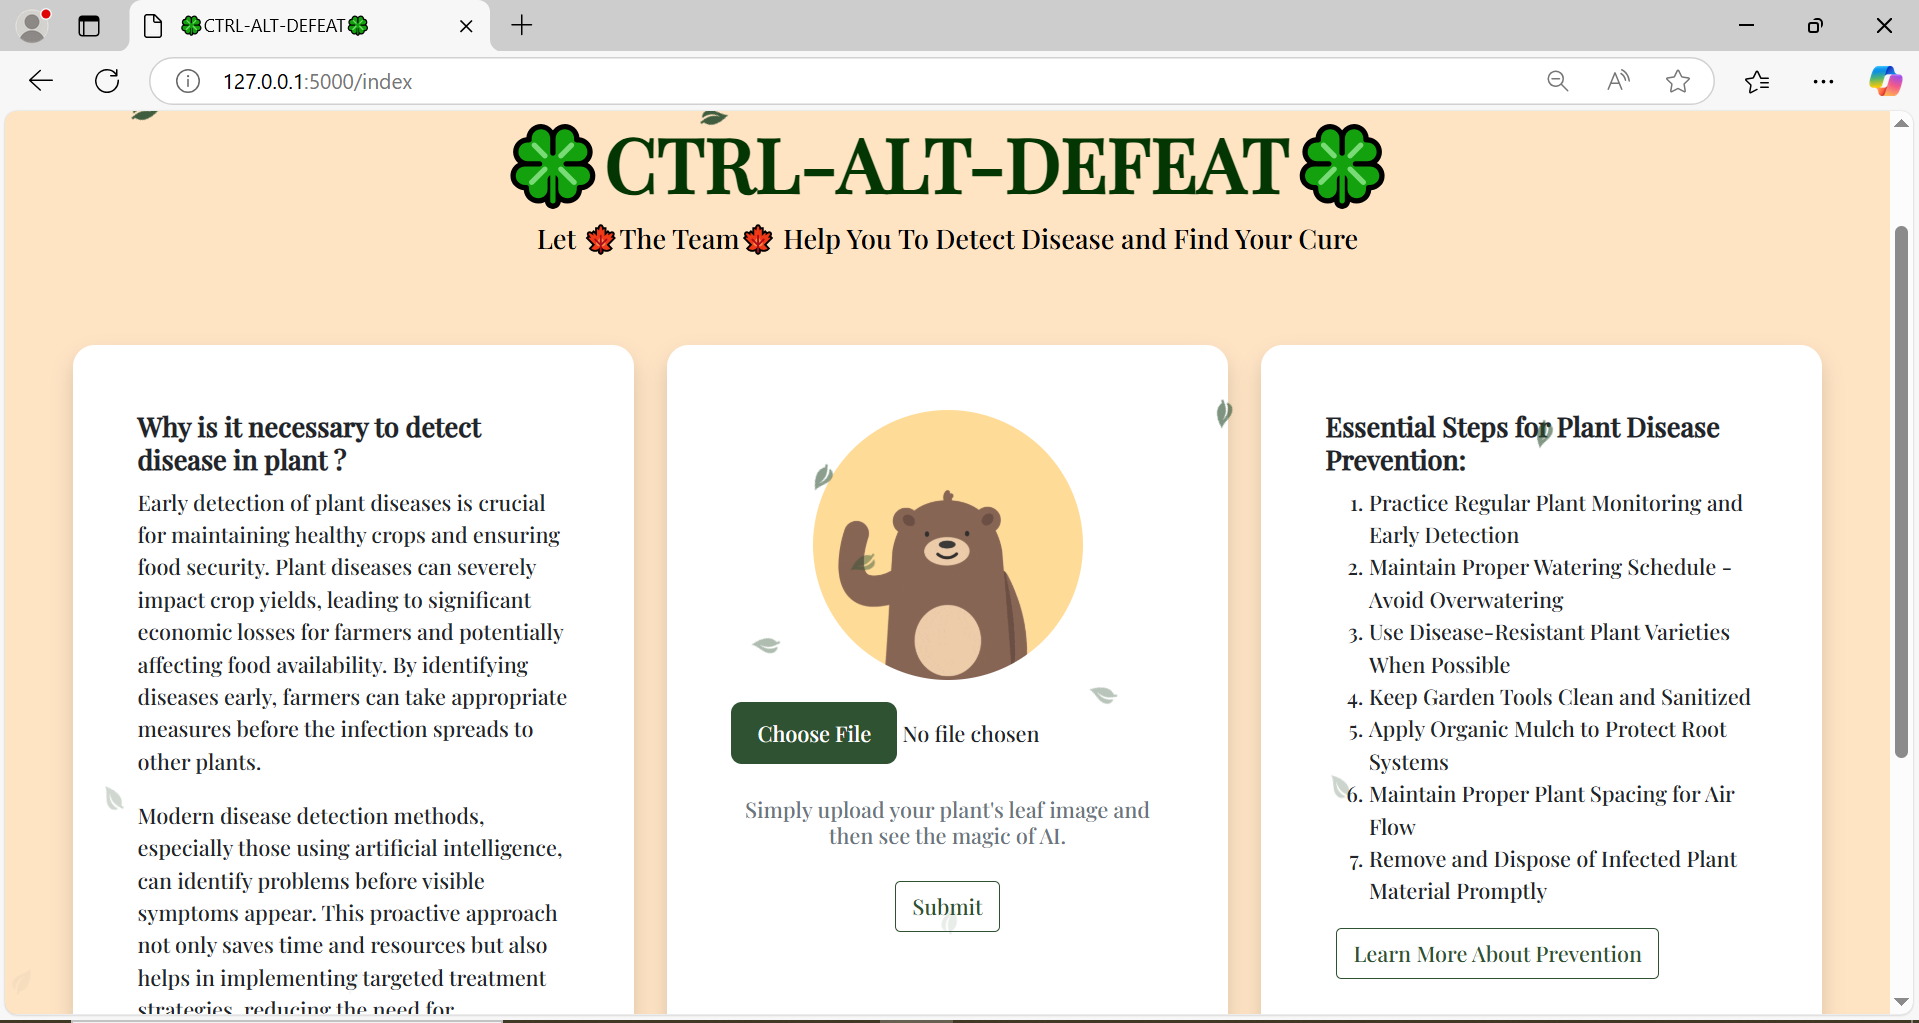 🍀CTRL-ALT-DEFEAT🍀
127.0.0.1:5000/index
🍀CTRL-ALT-DEFEAT🍀
Let 🍁The Team🍁 Help You To Detect Disease and Find Your Cure
Why is it necessary to detect
disease in plant ?
Early detection of plant diseases is crucial
for maintaining healthy crops and ensuring
food security. Plant diseases can severely
impact crop yields, leading to significant
economic losses for farmers and potentially
affecting food availability. By identifying
diseases early, farmers can take appropriate
measures before the infection spreads to
other plants.
Modern disease detection methods,
especially those using artificial intelligence,
can identify problems before visible
symptoms appear. This proactive approach
not only saves time and resources but also
helps in implementing targeted treatment
strategies, reducing the need for
Choose File No file chosen
Simply upload your plant's leaf image and
then see the magic of AI.
Submit
Essential Steps for Plant Disease
Prevention:
1. Practice Regular Plant Monitoring and
Early Detection
2. Maintain Proper Watering Schedule -
Avoid Overwatering
3. Use Disease-Resistant Plant Varieties
When Possible
4. Keep Garden Tools Clean and Sanitized
5. Apply Organic Mulch to Protect Root
Systems
6. Maintain Proper Plant Spacing for Air
Flow
7. Remove and Dispose of Infected Plant
Material Promptly
Learn More About Prevention